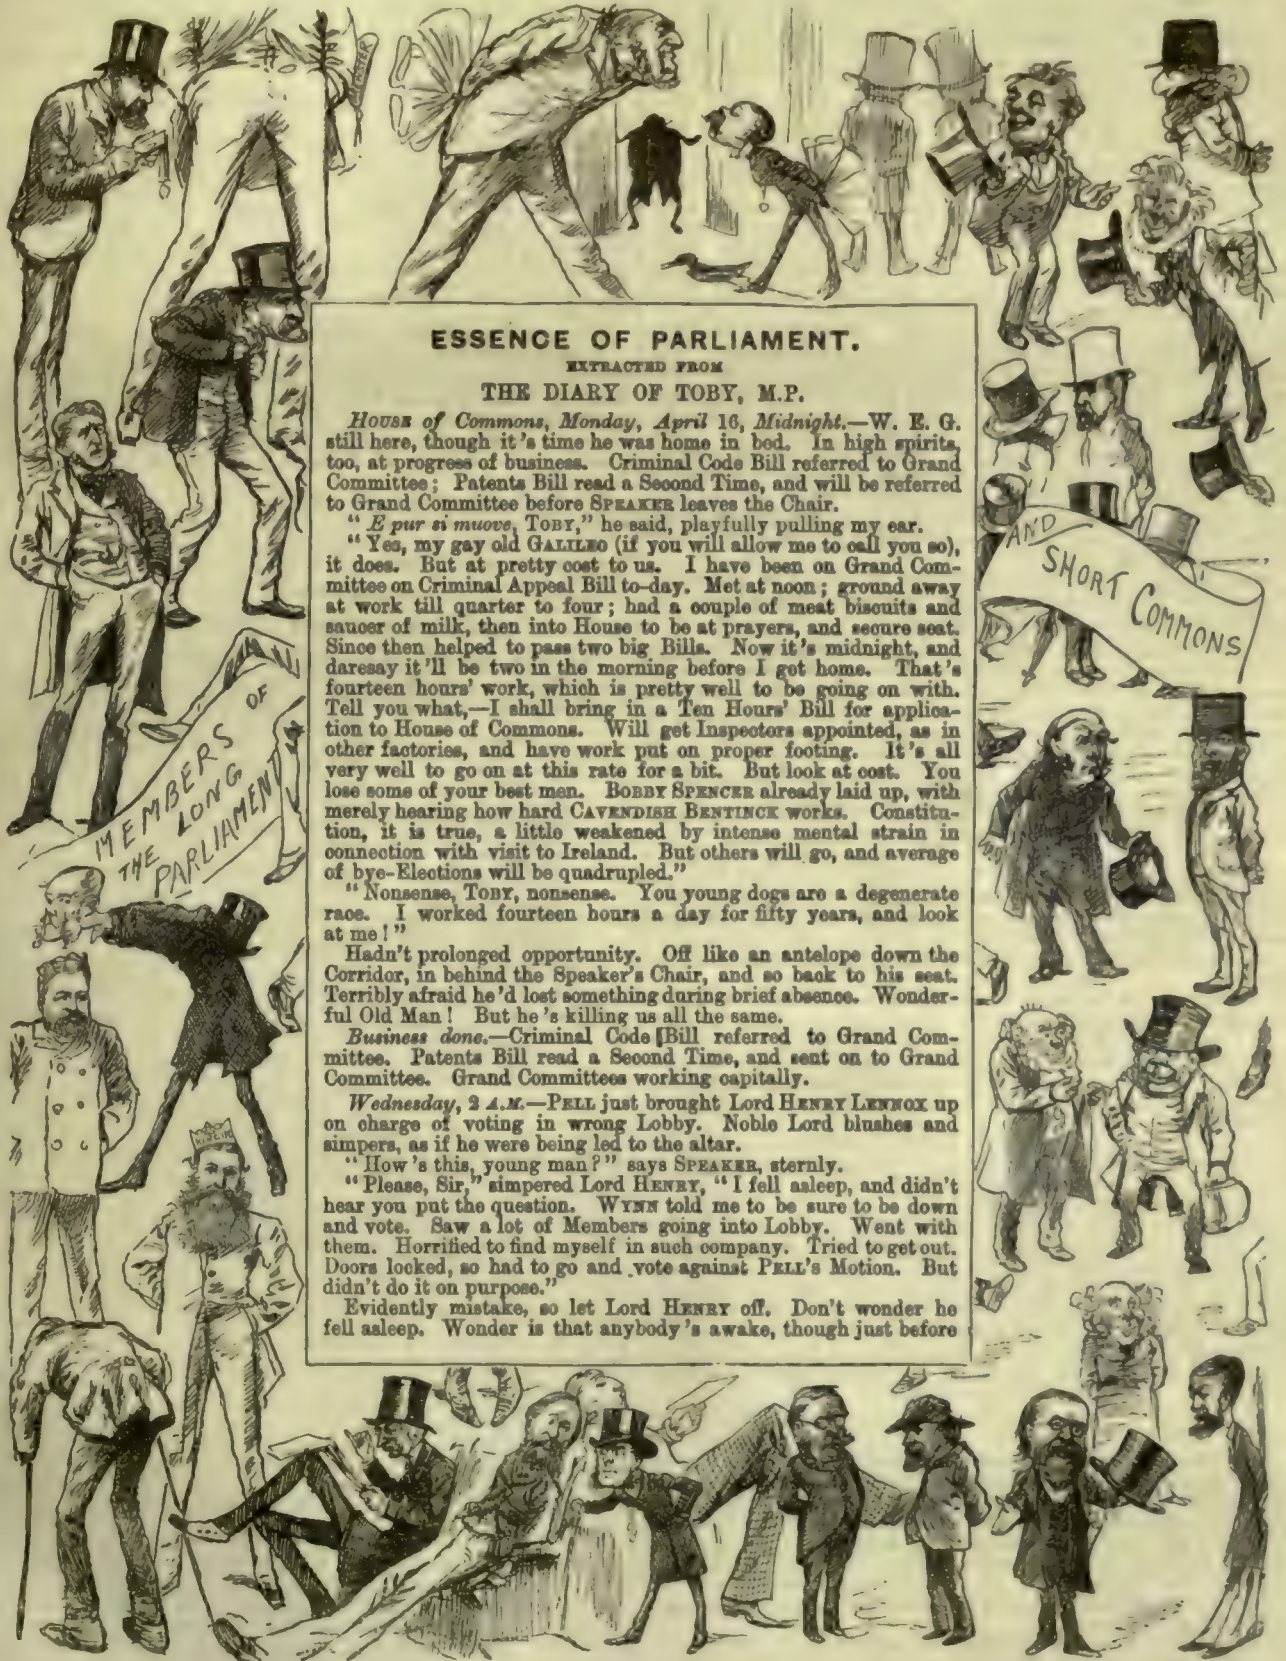 ESSENCE OF PARLIAMENT.
EXTRACTED FROM
THE DIARY OF TOBY, M.P.
House of Commons, Monday, April 16, Midnight.—W. E. G.
still here, though it's time he was home in bed. In high spirits,
too, at progress of business. Criminal Code Bill referred to Grand
Committee; Patents Bill read a Second Time, and will be referred
to Grand Committee before SPEAKER leaves the Chair.
"E pur si muove, TOBY," he said, playfully pulling my ear.
"Yes, my gay old GALILEO (if you will allow me to call you so),
it does. But at pretty cost to us. I have been on Grand Com-
mittee on Criminal Appeal Bill to-day. Met at noon; ground away
at work till quarter to four; had a couple of meat biscuits and
saucer of milk, then into House to be at prayers, and secure seat.
Since then helped to pass two big Bills. Now it's midnight, and
daresay it'll be two in the morning before I get home. That's
fourteen hours' work, which is pretty well to be going on with.
Tell you what,—I shall bring in a Ten Hours' Bill for applica-
tion to House of Commons. Will get Inspectors appointed, as in
other factories, and have work put on proper footing. It's all
very well to go on at this rate for a bit. But look at cost. You
lose some of your best men. BOBBY SPENCER already laid up, with
merely hearing how hard CAVENDISH BENTINCK works. Constitu-
tion, it is true, a little weakened by intense mental strain in
connection with visit to Ireland. But others will go, and average
of bye-Elections will be quadrupled."
"Nonsense, TOBY, nonsense. You young dogs are a degenerate
race. I worked fourteen hours a day for fifty years, and look
at me!"
Hadn't prolonged opportunity. Off like an antelope down the
Corridor, in behind the Speaker's Chair, and so back to his seat.
Terribly afraid he'd lost something during brief absence. Wonder-
ful Old Man! But he's killing us all the same.
Business done.—Criminal Code [Bill referred to Grand Com-
mittee. Patents Bill read a Second Time, and sent on to Grand
Committee. Grand Committees working capitally.
Wednesday, 2 A.M.—PELL just brought Lord HENRY LENNOX up
on charge of voting in wrong Lobby. Noble Lord blushes and
simpers, as if he were being led to the altar.
"How's this, young man?" says SPEAKER, sternly.
"Please, Sir," simpered Lord HENRY, "I fell asleep, and didn't
hear you put the question. WYNN told me to be sure to be down
and vote. Saw a lot of Members going into Lobby. Went with
them. Horrified to find myself in such company. Tried to get out.
Doors locked, so had to go and vote against PELL's Motion. But
didn't do it on purpose."
Evidently mistake, so let Lord HENRY off. Don't wonder he
fell asleep. Wonder is that anybody's awake, though just before
MEMBERS OF
THE LONG
PARLIAMENT
AND
SHORT COMMONS